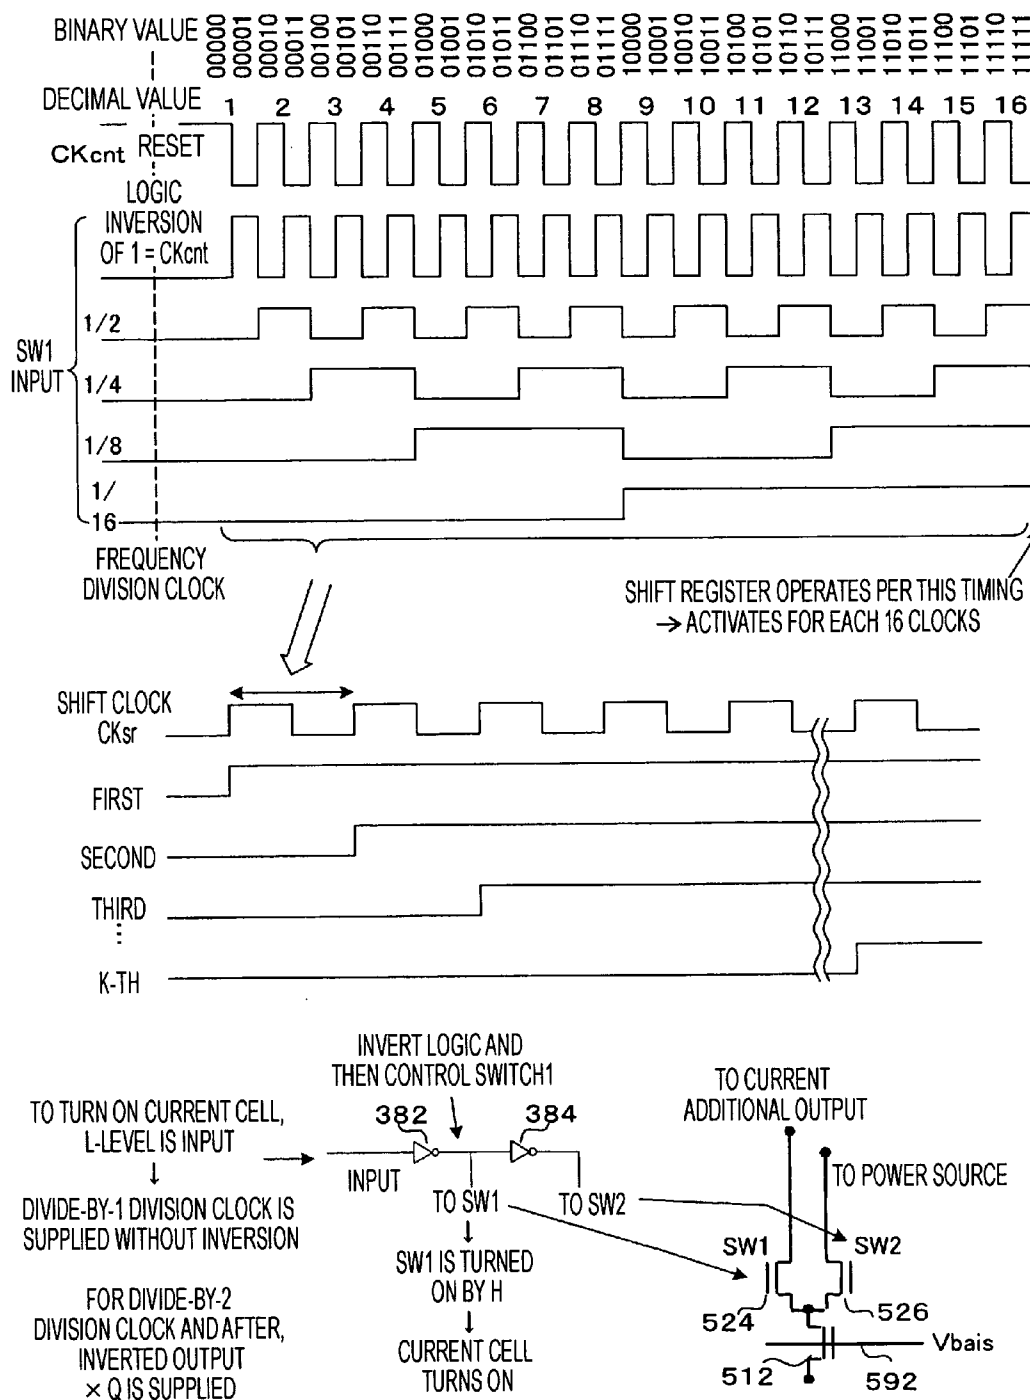 BINARY VALUE
00000
00001
00010
00011
00100
00101
00110
00111
01000
01001
01010
01011
01100
01101
01110
01111
10000
10001
10010
10011
10100
10101
10110
10111
11000
11001
11010
11011
11100
11101
11110
11111
DECIMAL VALUE 1 2 3 4 5 6 7 8 9 10 11 12 13 14 15 16
CKcnt RESET
LOGIC
INVERSION
OF 1 = CKcnt
1/2
SW1
INPUT
1/4
1/8
1/
16
FREQUENCY
DIVISION CLOCK
SHIFT REGISTER OPERATES PER THIS TIMING
→ ACTIVATES FOR EACH 16 CLOCKS
SHIFT CLOCK
CKsr
FIRST
SECOND
THIRD
⋮
K-TH
INVERT LOGIC AND
THEN CONTROL SWITCH1
TO TURN ON CURRENT CELL,
L-LEVEL IS INPUT
↓
DIVIDE-BY-1 DIVISION CLOCK IS
SUPPLIED WITHOUT INVERSION
FOR DIVIDE-BY-2
DIVISION CLOCK AND AFTER,
INVERTED OUTPUT
× Q IS SUPPLIED
382
384
INPUT
TO SW1
TO SW2
↓
SW1 IS TURNED
ON BY H
↓
CURRENT CELL
TURNS ON
TO CURRENT
ADDITIONAL OUTPUT
TO POWER SOURCE
SW1
SW2
524
526
Vbais
512
592